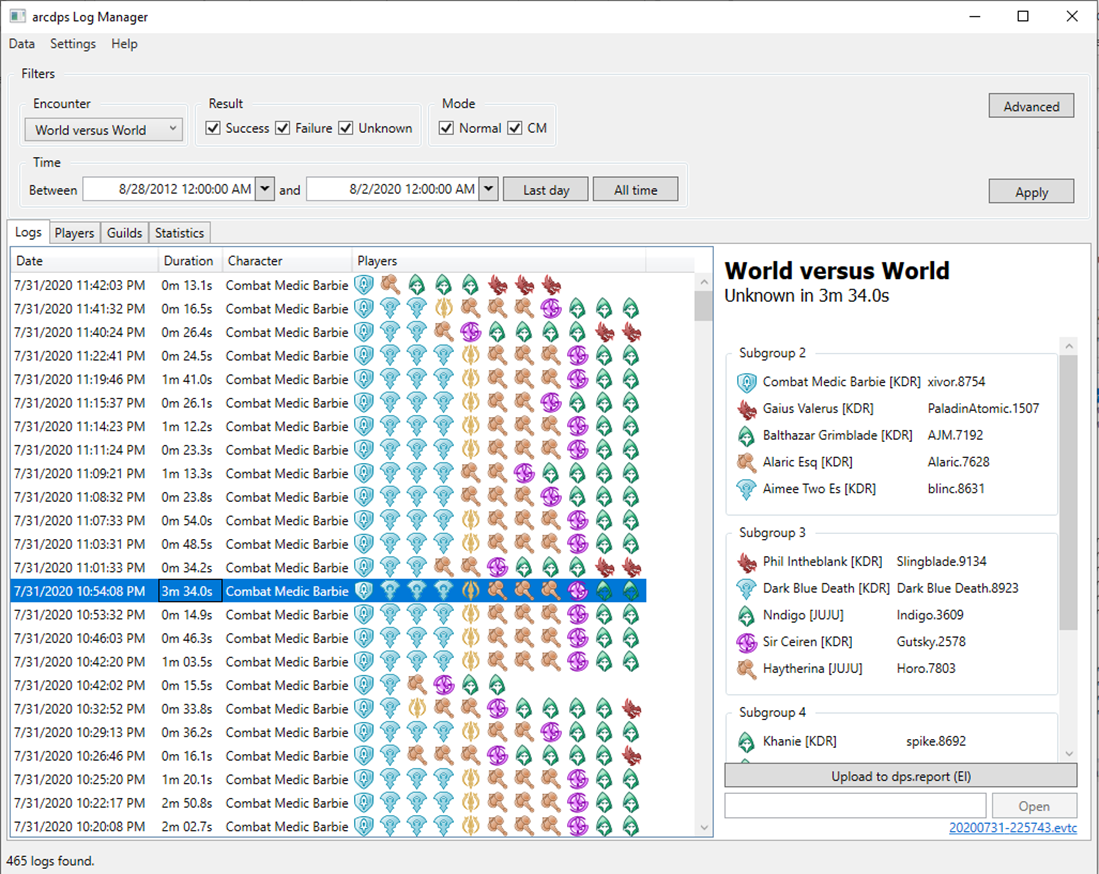 arcdps Log Manager
Data Settings Help
Filters
Encounter Result Mode
World versus World Success Failure Unknown Normal CM Advanced
Time
Between 8/28/2012 12:00:00 AM and 8/2/2020 12:00:00 AM Last day All time Apply
Logs Players Guilds Statistics
Date Duration Character Players
7/31/2020 11:42:03 PM 0m 13.1s Combat Medic Barbie
7/31/2020 11:41:32 PM 0m 16.5s Combat Medic Barbie
7/31/2020 11:40:24 PM 0m 26.4s Combat Medic Barbie
7/31/2020 11:22:41 PM 0m 24.5s Combat Medic Barbie
7/31/2020 11:19:46 PM 1m 41.0s Combat Medic Barbie
7/31/2020 11:15:37 PM 0m 26.1s Combat Medic Barbie
7/31/2020 11:14:23 PM 1m 12.2s Combat Medic Barbie
7/31/2020 11:11:24 PM 0m 23.3s Combat Medic Barbie
7/31/2020 11:09:21 PM 1m 13.3s Combat Medic Barbie
7/31/2020 11:08:32 PM 0m 23.8s Combat Medic Barbie
7/31/2020 11:07:33 PM 0m 54.0s Combat Medic Barbie
7/31/2020 11:03:31 PM 0m 48.5s Combat Medic Barbie
7/31/2020 11:01:33 PM 0m 34.2s Combat Medic Barbie
7/31/2020 10:54:08 PM 3m 34.0s Combat Medic Barbie
7/31/2020 10:53:32 PM 0m 14.9s Combat Medic Barbie
7/31/2020 10:46:03 PM 0m 46.3s Combat Medic Barbie
7/31/2020 10:42:20 PM 1m 03.5s Combat Medic Barbie
7/31/2020 10:42:02 PM 0m 15.5s Combat Medic Barbie
7/31/2020 10:32:52 PM 0m 33.8s Combat Medic Barbie
7/31/2020 10:29:13 PM 0m 36.2s Combat Medic Barbie
7/31/2020 10:26:46 PM 0m 16.1s Combat Medic Barbie
7/31/2020 10:25:20 PM 1m 20.1s Combat Medic Barbie
7/31/2020 10:22:17 PM 2m 50.8s Combat Medic Barbie
7/31/2020 10:20:08 PM 2m 02.7s Combat Medic Barbie
World versus World
Unknown in 3m 34.0s
Subgroup 2
Combat Medic Barbie [KDR] xivor.8754
Gaius Valerus [KDR] PaladinAtomic.1507
Balthazar Grimblade [KDR] AJM.7192
Alaric Esq [KDR] Alaric.7628
Aimee Two Es [KDR] blinc.8631
Subgroup 3
Phil Intheblank [KDR] Slingblade.9134
Dark Blue Death [KDR] Dark Blue Death.8923
Nndigo [JUJU] Indigo.3609
Sir Ceiren [KDR] Gutsky.2578
Haytherina [JUJU] Horo.7803
Subgroup 4
Khanie [KDR] spike.8692
Upload to dps.report (EI)
Open
20200731-225743.evtc
465 logs found.